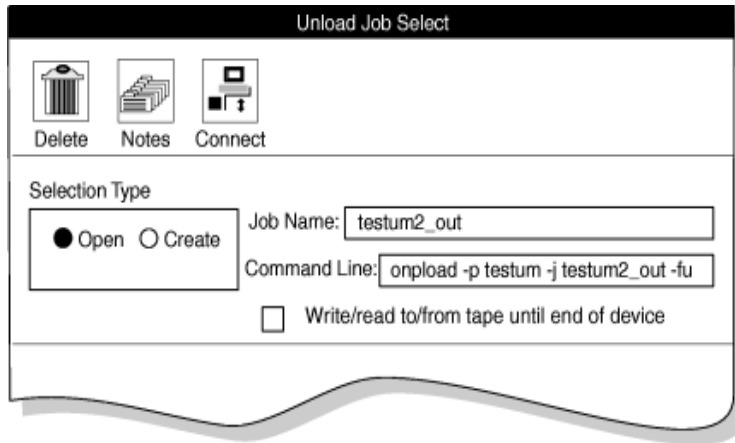 Unload Job Select
Delete Notes Connect
Selection Type
Open Create
Job Name: testum2_out
Command Line: onpload -p testum -j testum2_out -fu
Write/read to/from tape until end of device